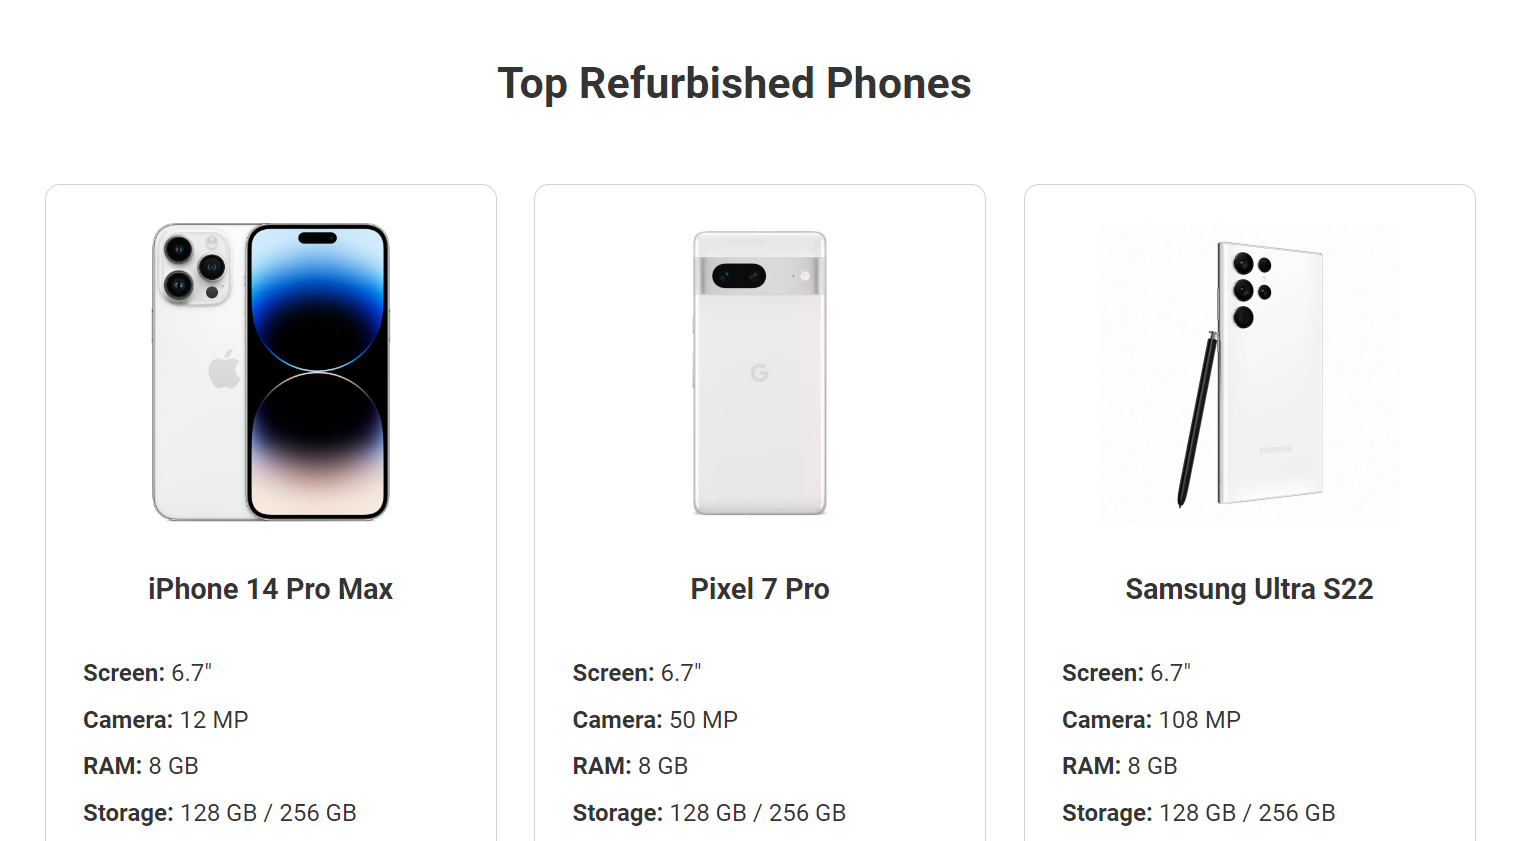 Top Refurbished Phones
SAMSUNG
iPhone 14 Pro Max
Pixel 7 Pro
Samsung Ultra S22
Screen: 6.7"
Camera: 12 MP
RAM: 8 GB
Storage: 128 GB / 256 GB
Screen: 6.7"
Camera: 50 MP
RAM: 8 GB
Storage: 128 GB / 256 GB
Screen: 6.7"
Camera: 108 MP
RAM: 8 GB
Storage: 128 GB / 256 GB